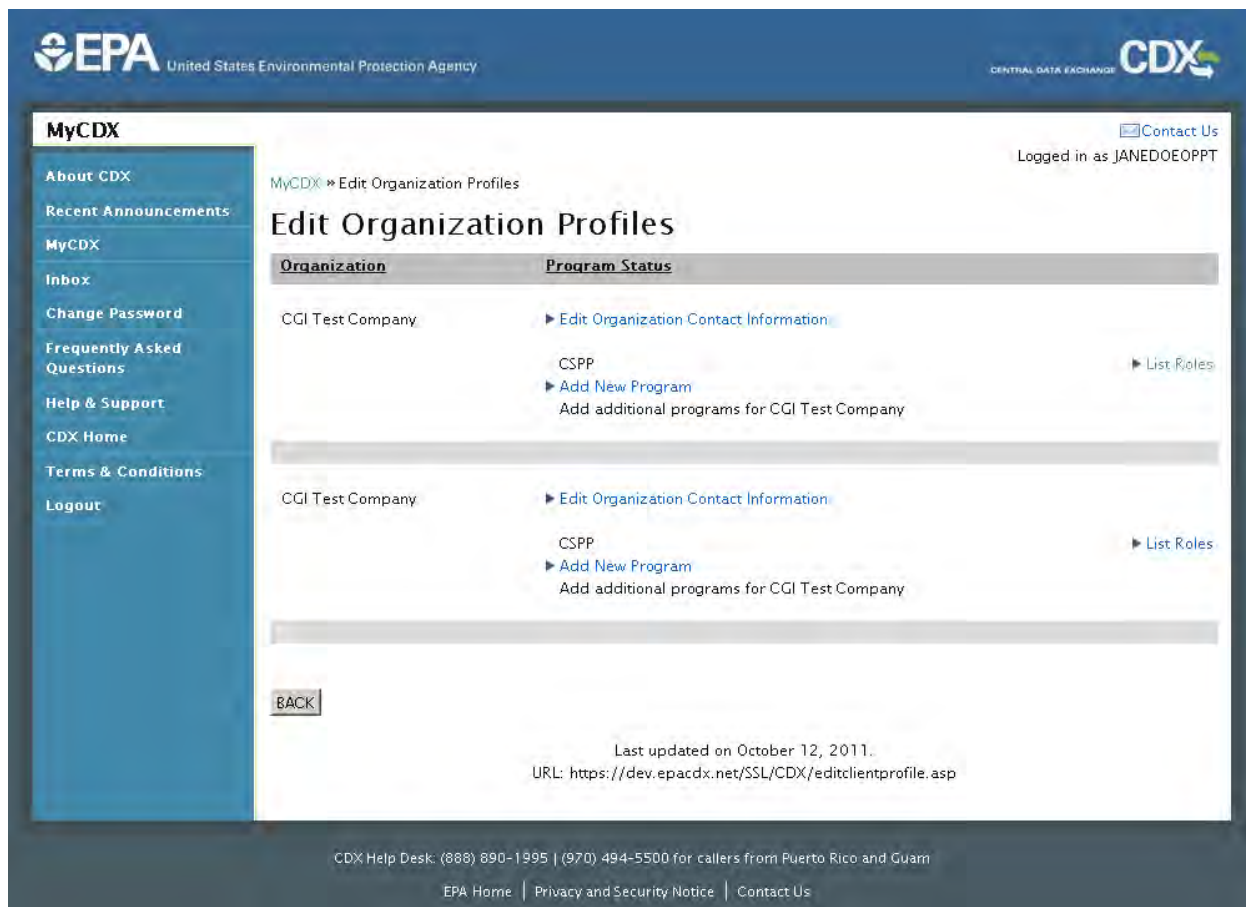 EPA United States Environmental Protection Agency
CENTRAL DATA EXCHANGE CDX
MyCDX
About CDX
Recent Announcements
MyCDX
Inbox
Change Password
Frequently Asked
Questions
Help & Support
CDX Home
Terms & Conditions
Logout
Contact Us
Logged in as JANEDOEOPPT
MyCDX » Edit Organization Profiles
Edit Organization Profiles
Organization Program Status
CGI Test Company Edit Organization Contact Information
CSPP List Roles
Add New Program
Add additional programs for CGI Test Company
CGI Test Company Edit Organization Contact Information
CSPP List Roles
Add New Program
Add additional programs for CGI Test Company
BACK
Last updated on October 12, 2011.
URL: https://dev.epacdx.net/SSL/CDX/editclientprofile.asp
CDX Help Desk: (888) 890-1995 | (970) 494-5500 for callers from Puerto Rico and Guam
EPA Home | Privacy and Security Notice | Contact Us